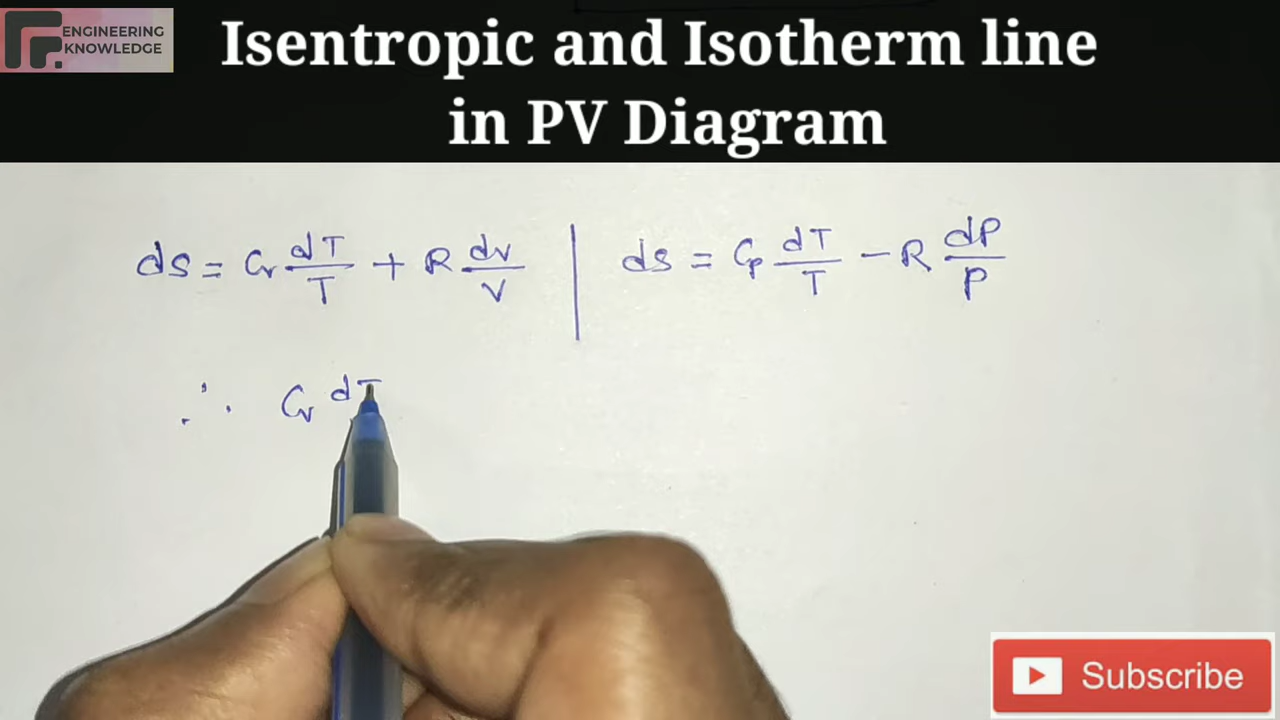 ENGINEERING
KNOWLEDGE
Isentropic and Isotherm line
in PV Diagram
ds = Cv dT/T + R dv/v | ds = Cp dT/T − R dP/P
∴ Cv dT
Subscribe